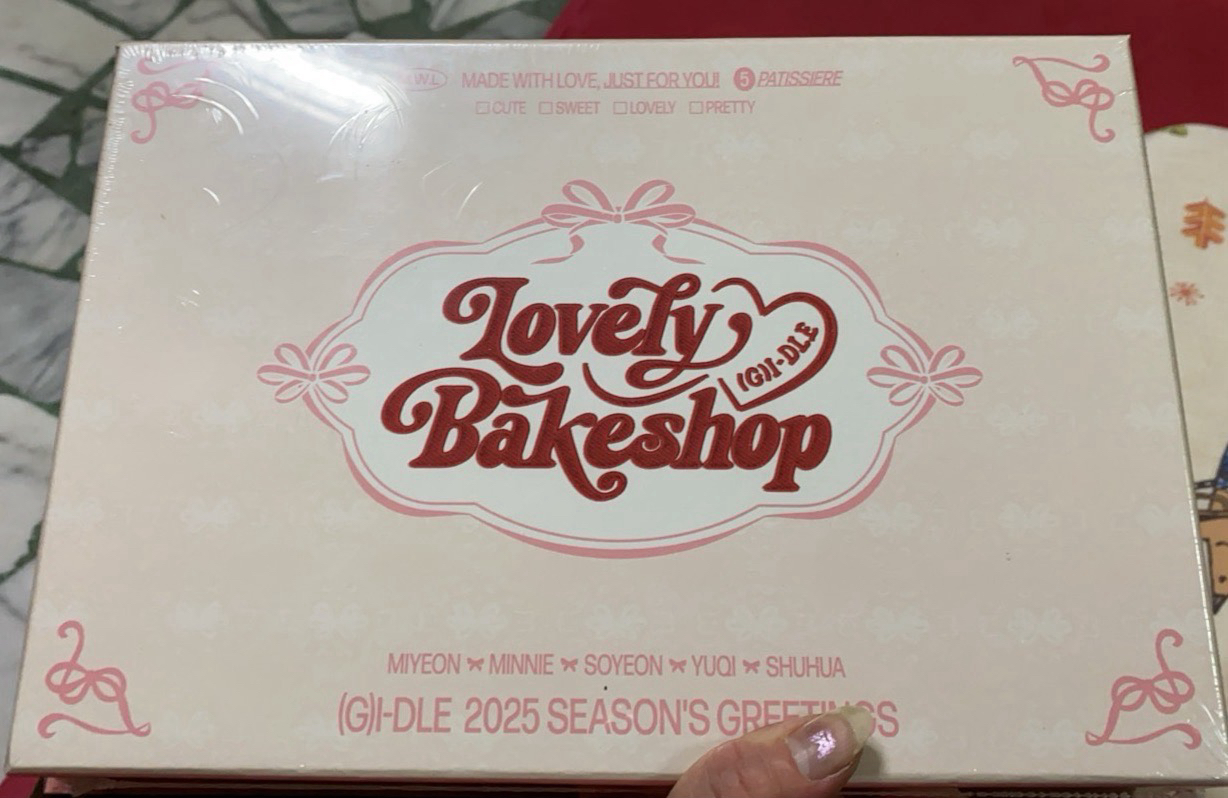 M.W.L MADE WITH LOVE, JUST FOR YOU! 5 PATISSIERE
☐CUTE ☐SWEET ☐LOVELY ☐PRETTY
Lovely
(G)I-DLE
Bakeshop
MIYEON MINNIE SOYEON YUQI SHUHUA
(G)I-DLE 2025 SEASON'S GREETINGS